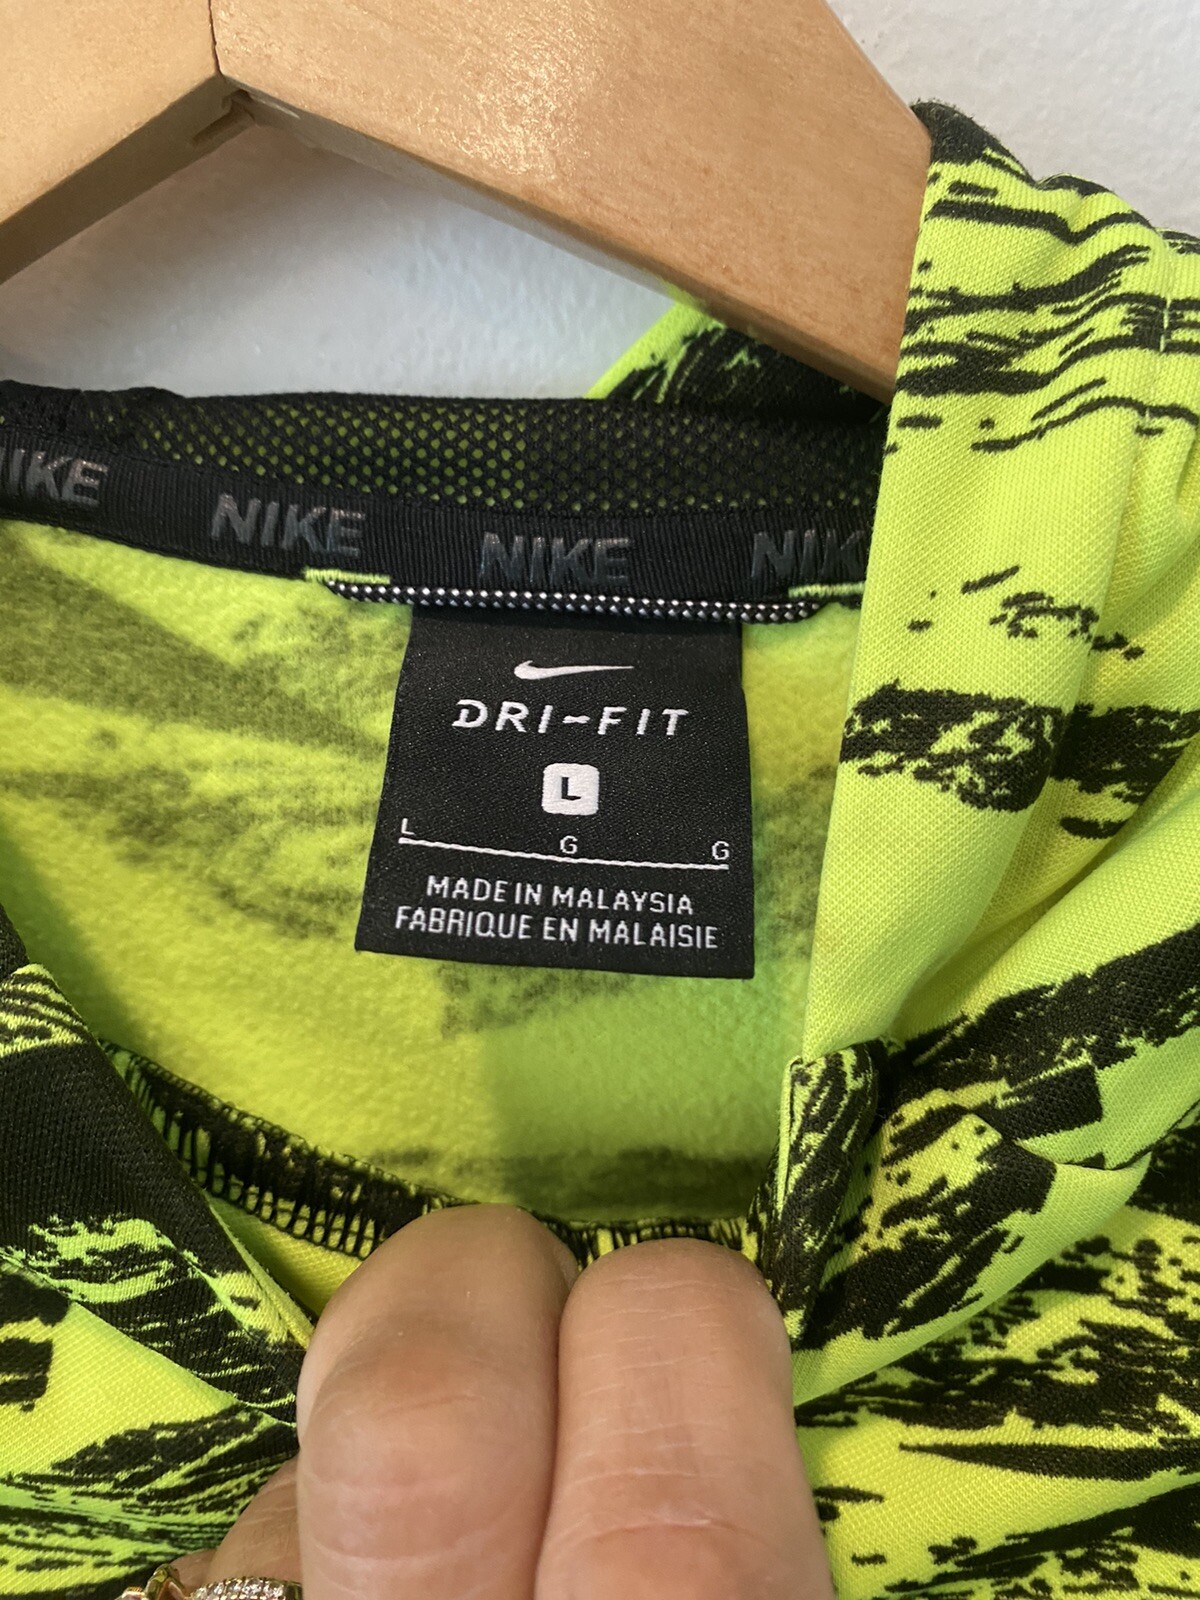 NIKE NIKE NIKE NIKE
DRI-FIT
L
L G G
MADE IN MALAYSIA
FABRIQUE EN MALAISIE